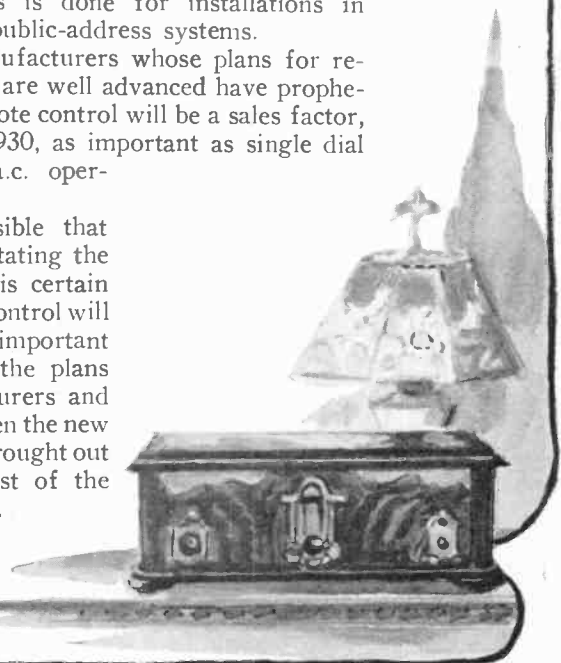 s is done for installations in
public-address systems.
ufacturers whose plans for re-
are well advanced have prophe-
ote control will be a sales factor,
930, as important as single dial
a.c. oper-
sible that
tating the
is certain
ontrol will
important
the plans
urers and
en the new
rought out
st of the